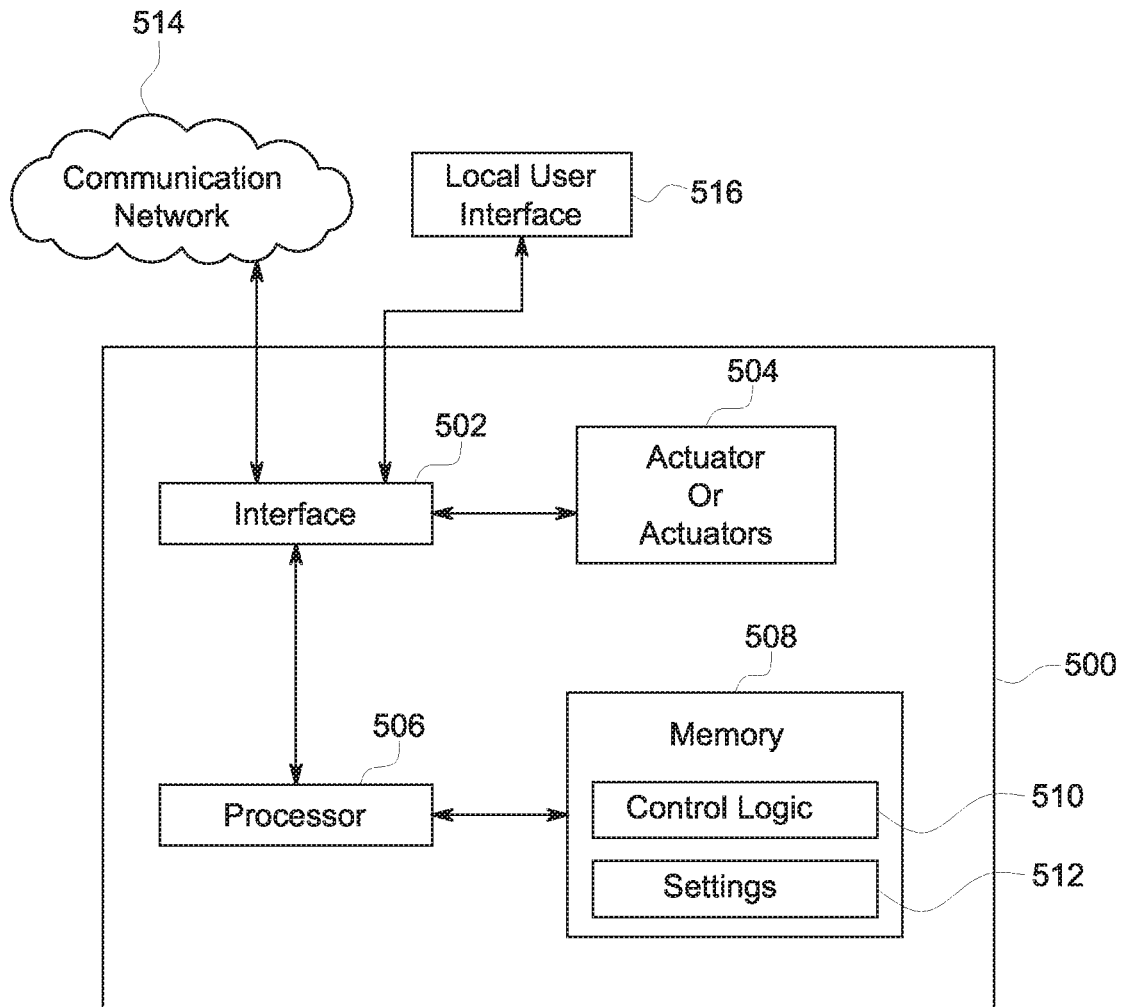 514
Communication
Network
Local User
Interface
516
504
502
Actuator
Or
Actuators
Interface
508
500
506
Memory
Processor
Control Logic
510
Settings
512